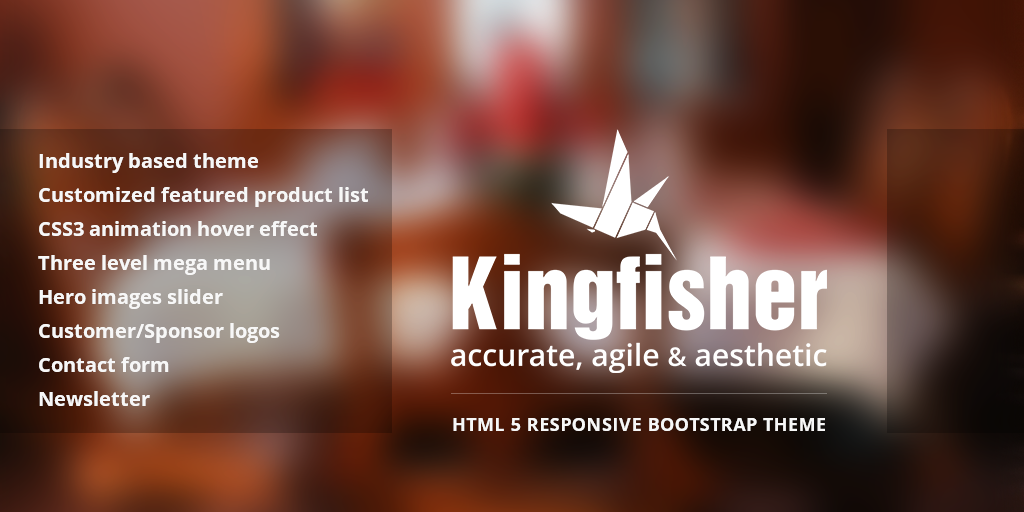 Industry based theme
Customized featured product list
CSS3 animation hover effect
Three level mega menu
Hero images slider
Customer/Sponsor logos
Contact form
Newsletter
Kingfisher
accurate, agile & aesthetic
HTML 5 RESPONSIVE BOOTSTRAP THEME